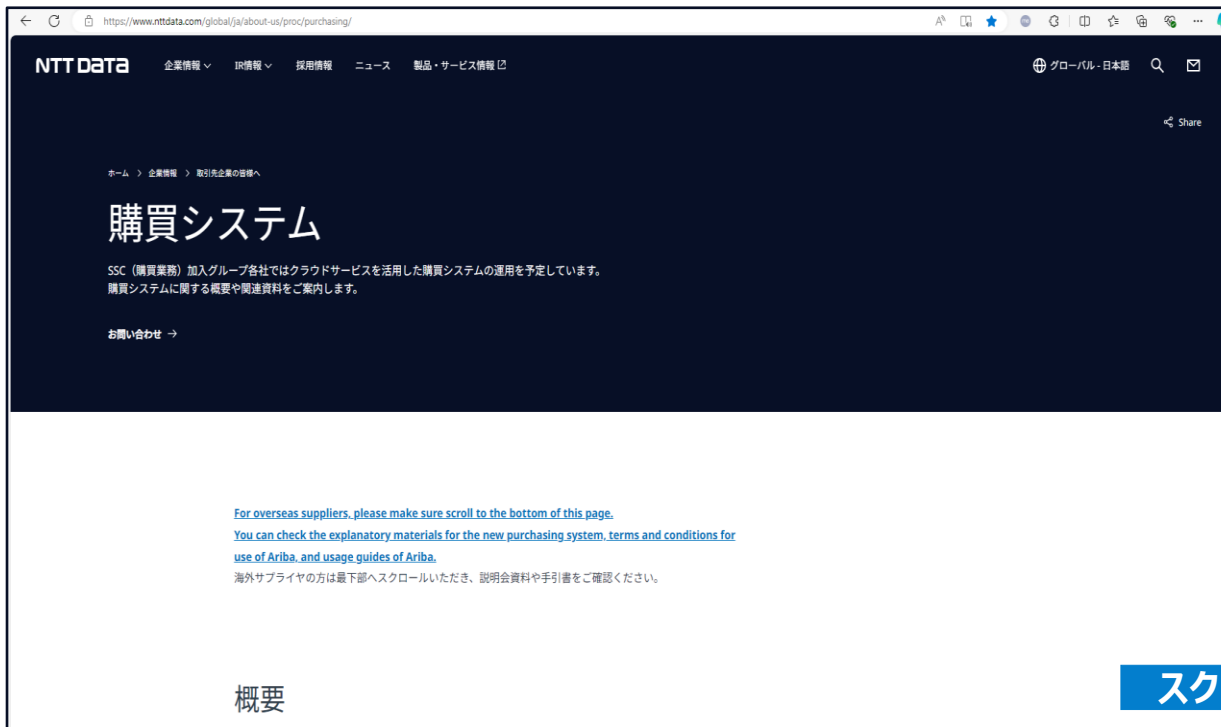 https://www.nttdata.com/global/ja/about-us/proc/purchasing/
NTT DATA 企業情報 IR情報 採用情報 ニュース 製品・サービス情報 グローバル - 日本語
Share
ホーム > 企業情報 > 取引先企業の皆様へ
購買システム
SSC（購買業務）加入グループ各社ではクラウドサービスを活用した購買システムの運用を予定しています。
購買システムに関する概要や関連資料をご案内します。
お問い合わせ →
For overseas suppliers, please make sure scroll to the bottom of this page.
You can check the explanatory materials for the new purchasing system, terms and conditions for
use of Ariba, and usage guides of Ariba.
海外サプライヤの方は最下部へスクロールいただき、説明会資料や手引書をご確認ください。
概要
スク